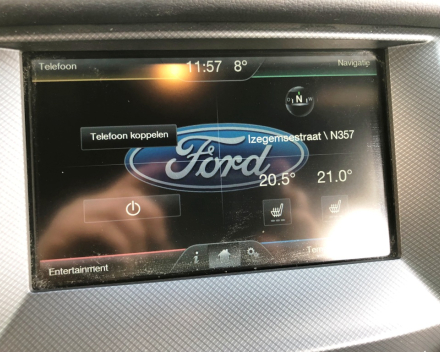 Telefoon 11:57 8° Navigatie
N
Telefoon koppelen
Izegemsestraat \ N357
Ford
20.5° 21.0°
Entertainment